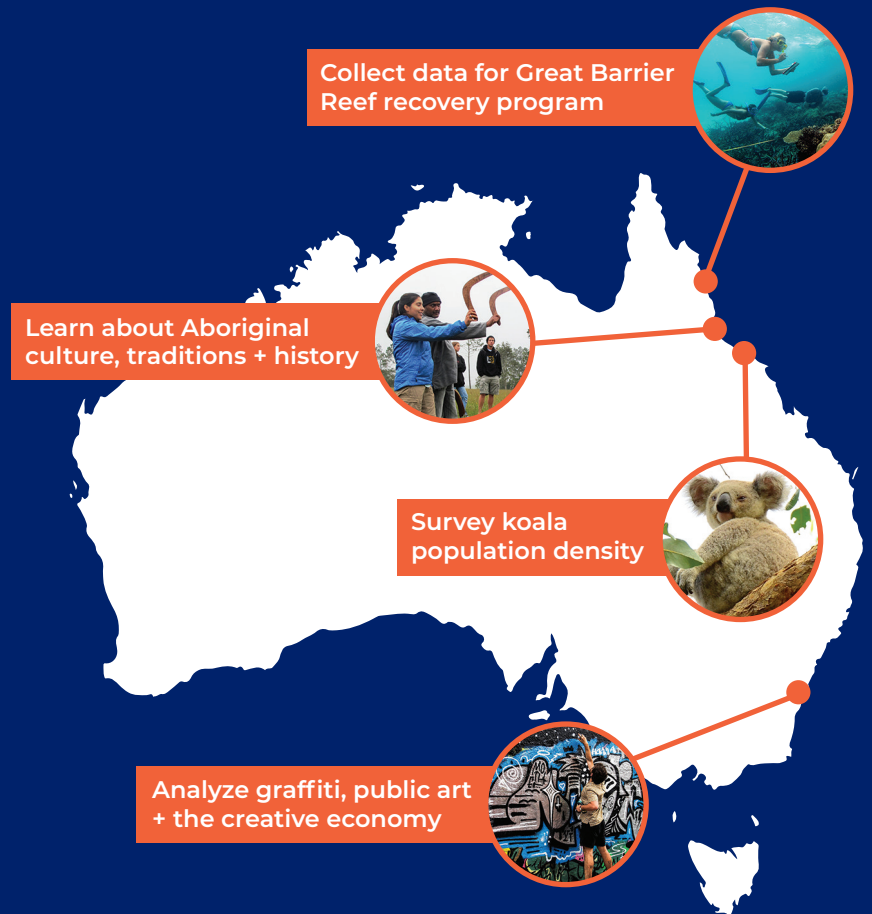 Collect data for Great Barrier
Reef recovery program
Learn about Aboriginal
culture, traditions + history
Survey koala
population density
Analyze graffiti, public art
+ the creative economy